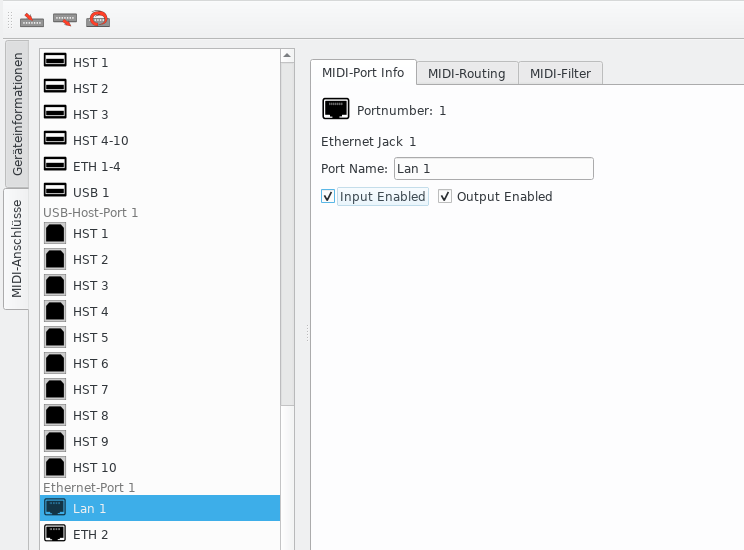 Geräteinformationen
MIDI-Anschlüsse
HST 1
HST 2
HST 3
HST 4-10
ETH 1-4
USB 1
USB-Host-Port 1
HST 1
HST 2
HST 3
HST 4
HST 5
HST 6
HST 7
HST 8
HST 9
HST 10
Ethernet-Port 1
Lan 1
ETH 2
MIDI-Port Info MIDI-Routing MIDI-Filter
Portnumber: 1
Ethernet Jack 1
Port Name: Lan 1
Input Enabled Output Enabled